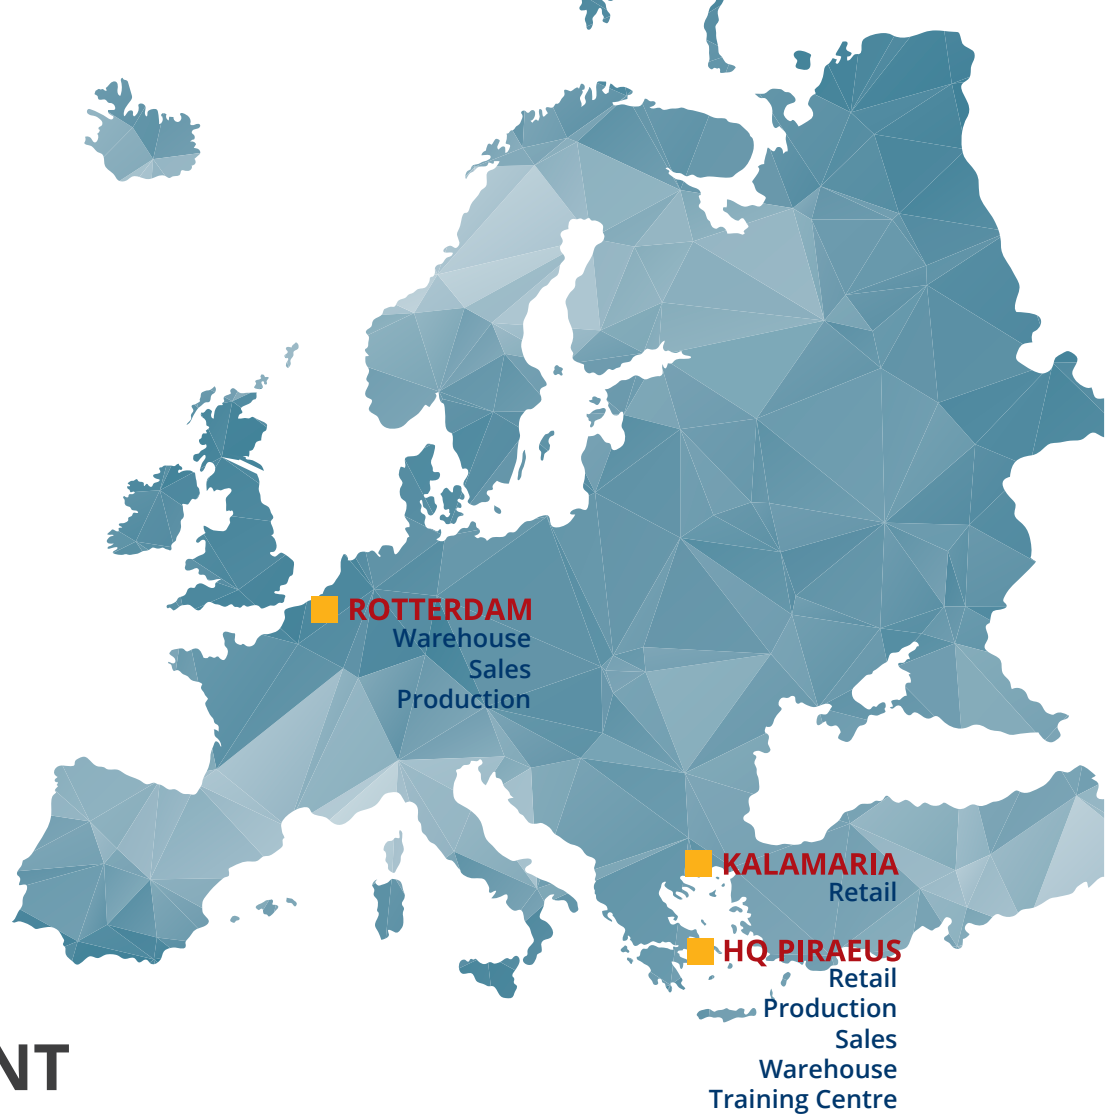 ROTTERDAM
Warehouse
Sales
Production
KALAMARIA
Retail
HQ PIRAEUS
Retail
Production
Sales
Warehouse
Training Centre
NT